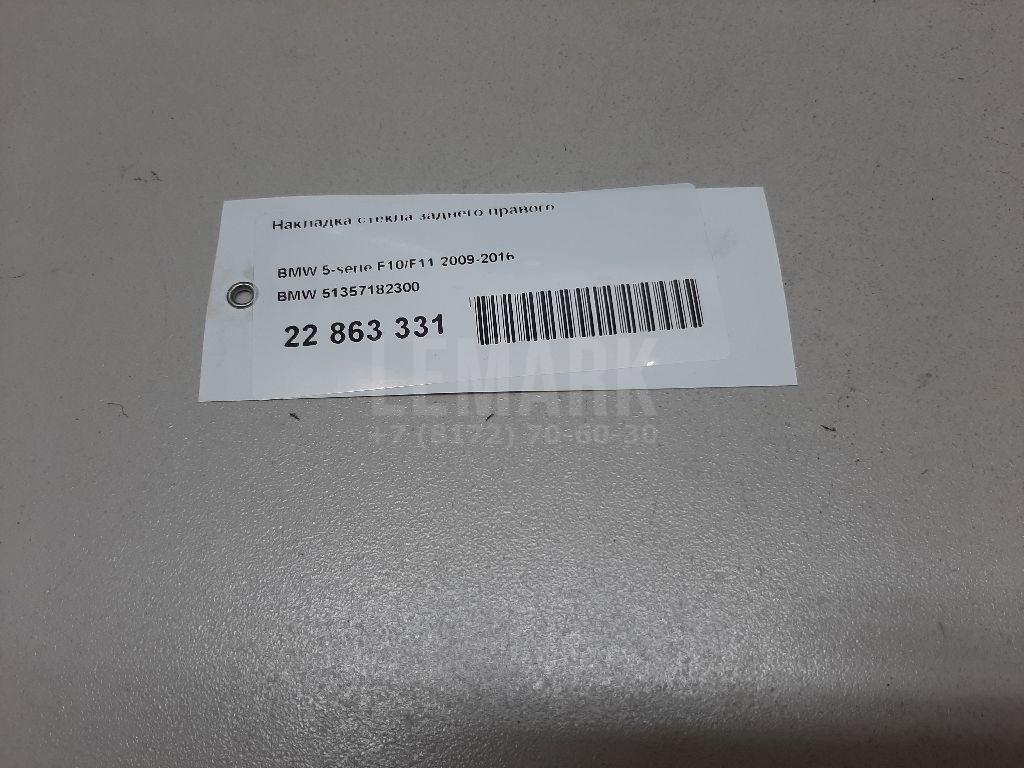 Накладка стекла заднего правого
BMW 5-serie F10/F11 2009-2016
BMW 51357182300
22 863 331
LEMARK
+7 (8172) 70-60-30